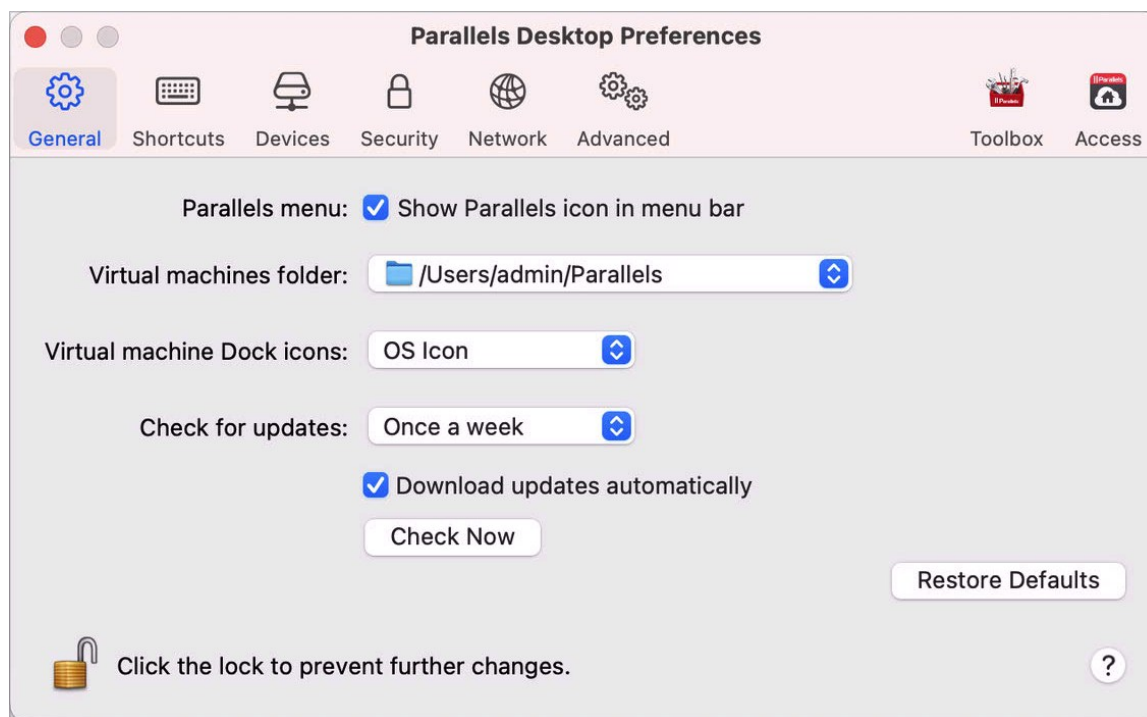 Parallels Desktop Preferences
General Shortcuts Devices Security Network Advanced Toolbox Access
Parallels menu: Show Parallels icon in menu bar
Virtual machines folder: /Users/admin/Parallels
Virtual machine Dock icons: OS Icon
Check for updates: Once a week
Download updates automatically
Check Now
Restore Defaults
Click the lock to prevent further changes. ?